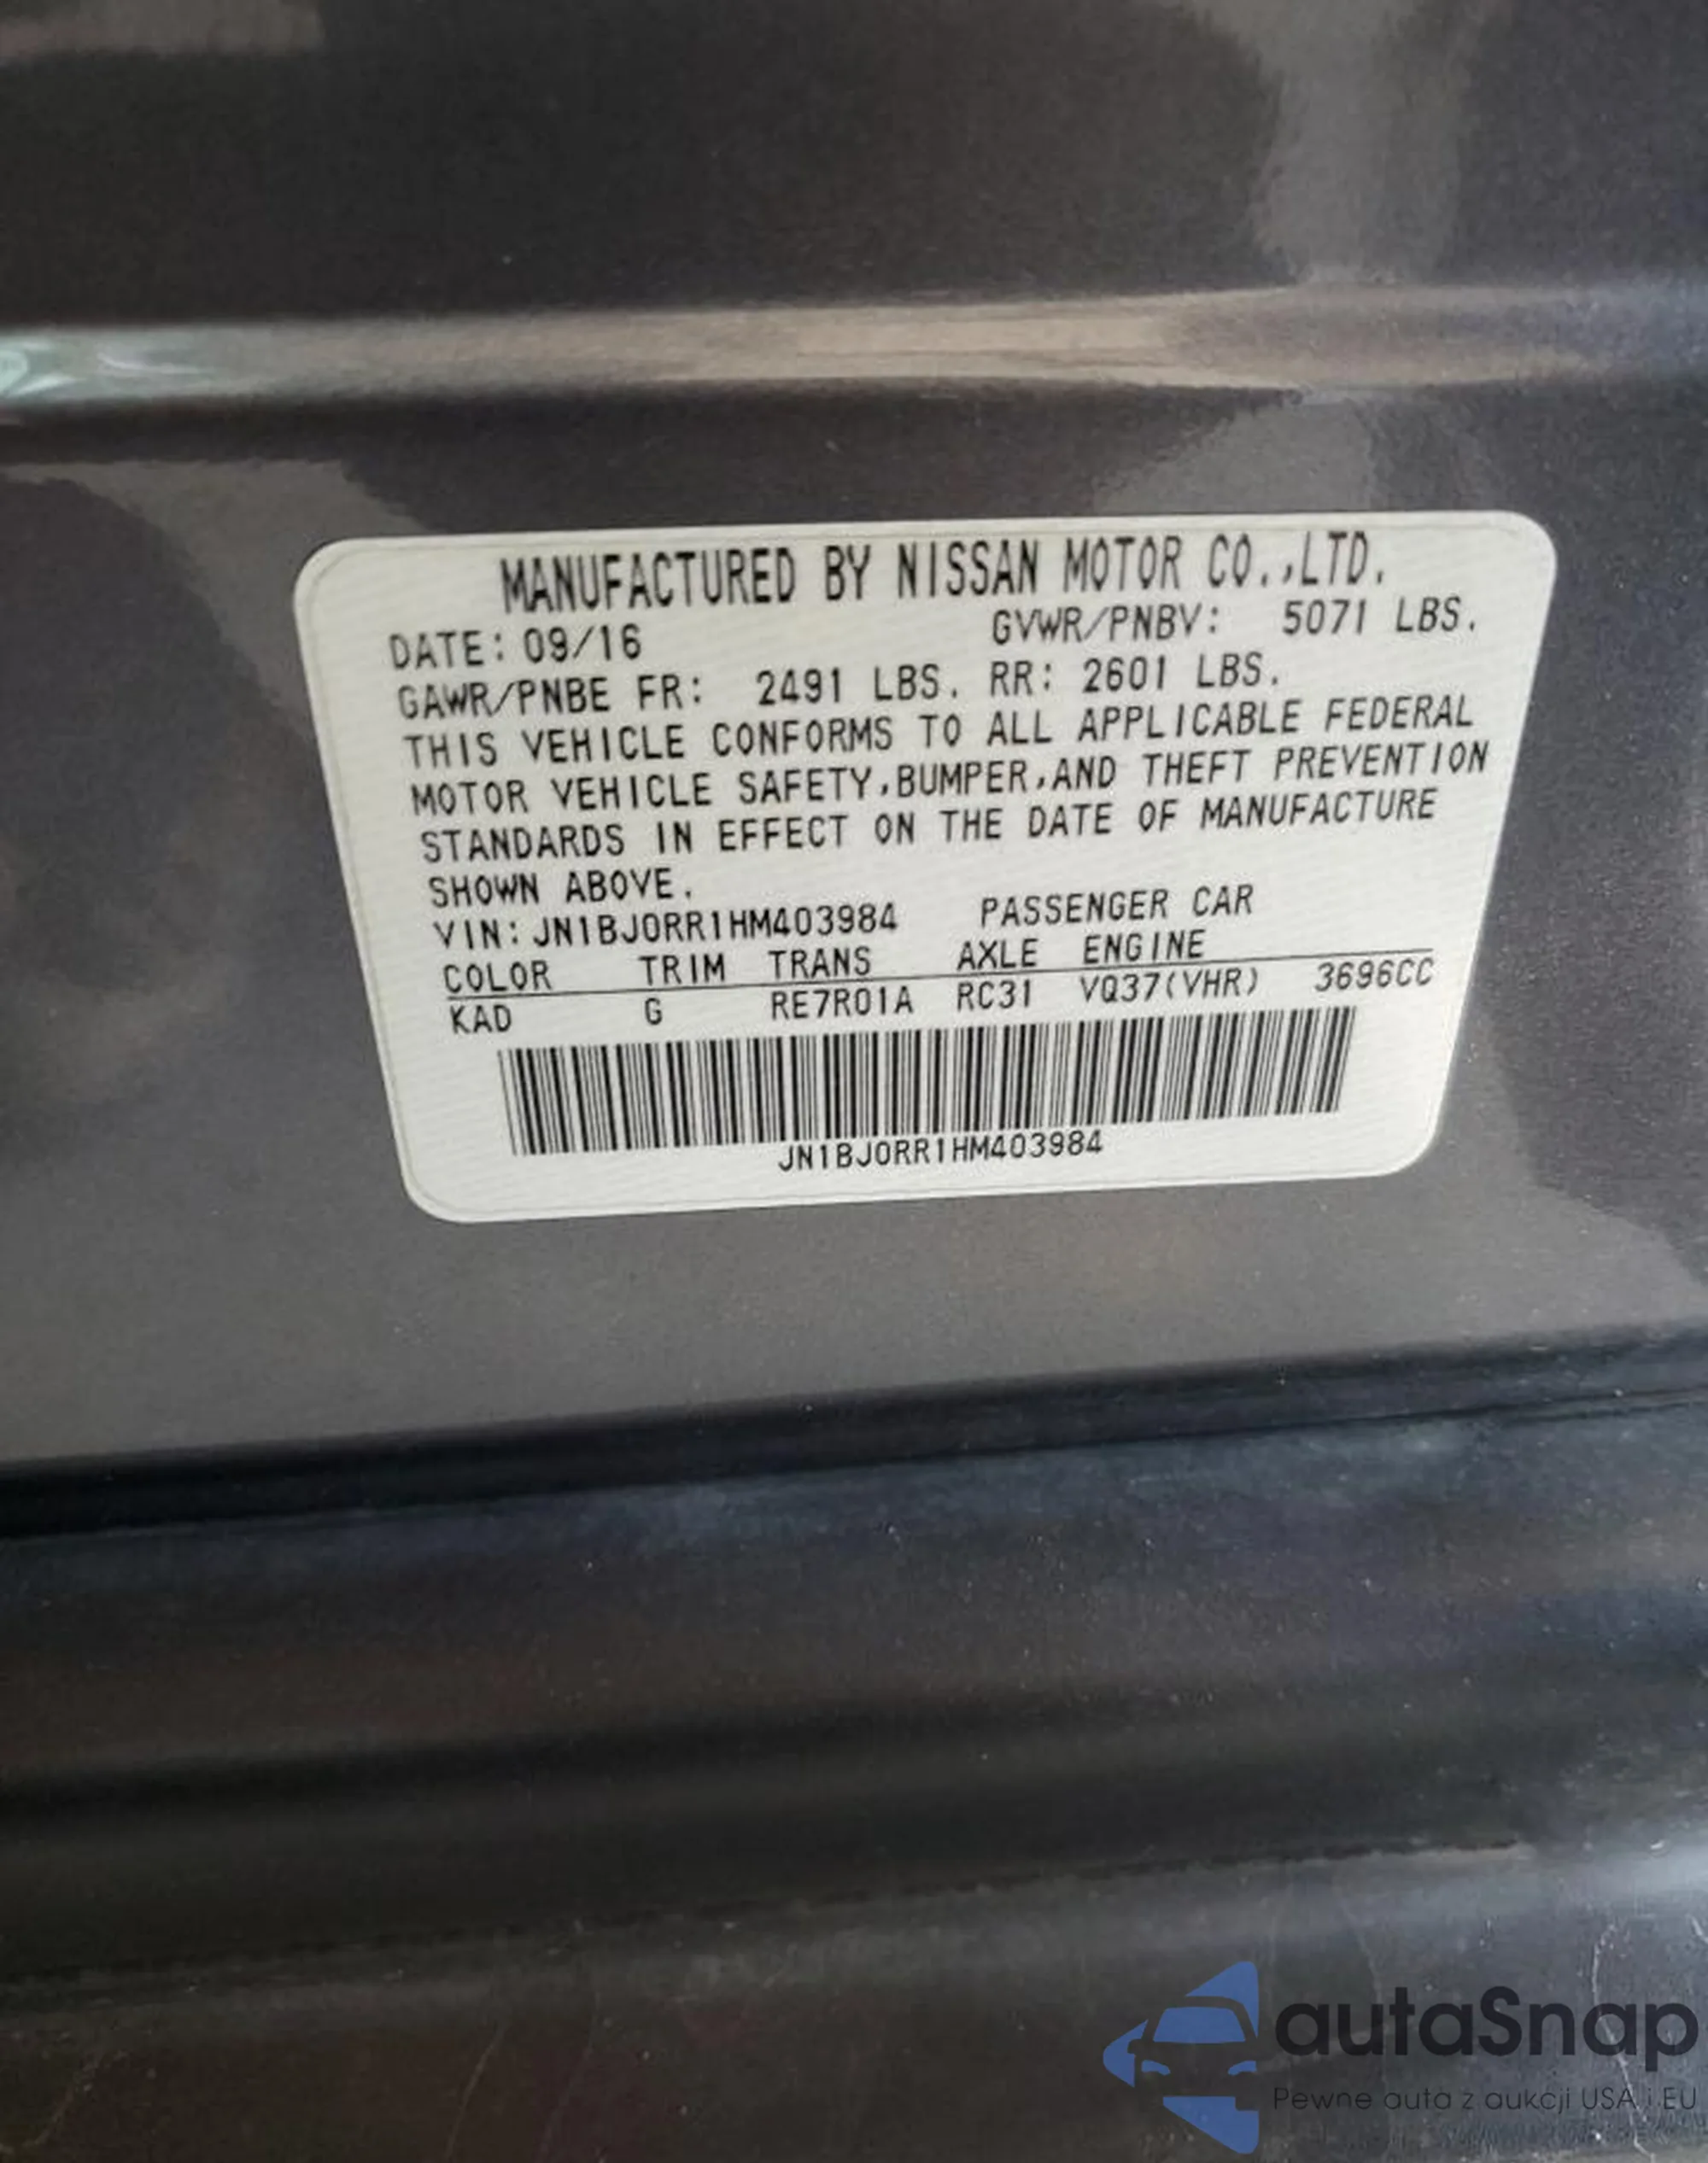 MANUFACTURED BY NISSAN MOTOR CO.,LTD.
DATE: 09/16 GVWR/PNBV: 5071 LBS.
GAWR/PNBE FR: 2491 LBS. RR: 2601 LBS.
THIS VEHICLE CONFORMS TO ALL APPLICABLE FEDERAL
MOTOR VEHICLE SAFETY,BUMPER,AND THEFT PREVENTION
STANDARDS IN EFFECT ON THE DATE OF MANUFACTURE
SHOWN ABOVE.
VIN: JN1BJ0RR1HM403984 PASSENGER CAR
COLOR TRIM TRANS AXLE ENGINE
KAD G RE7R01A RC31 VQ37(VHR) 3696CC
JN1BJ0RR1HM403984
autaSnap
Pewne auta z aukcji USA i EU